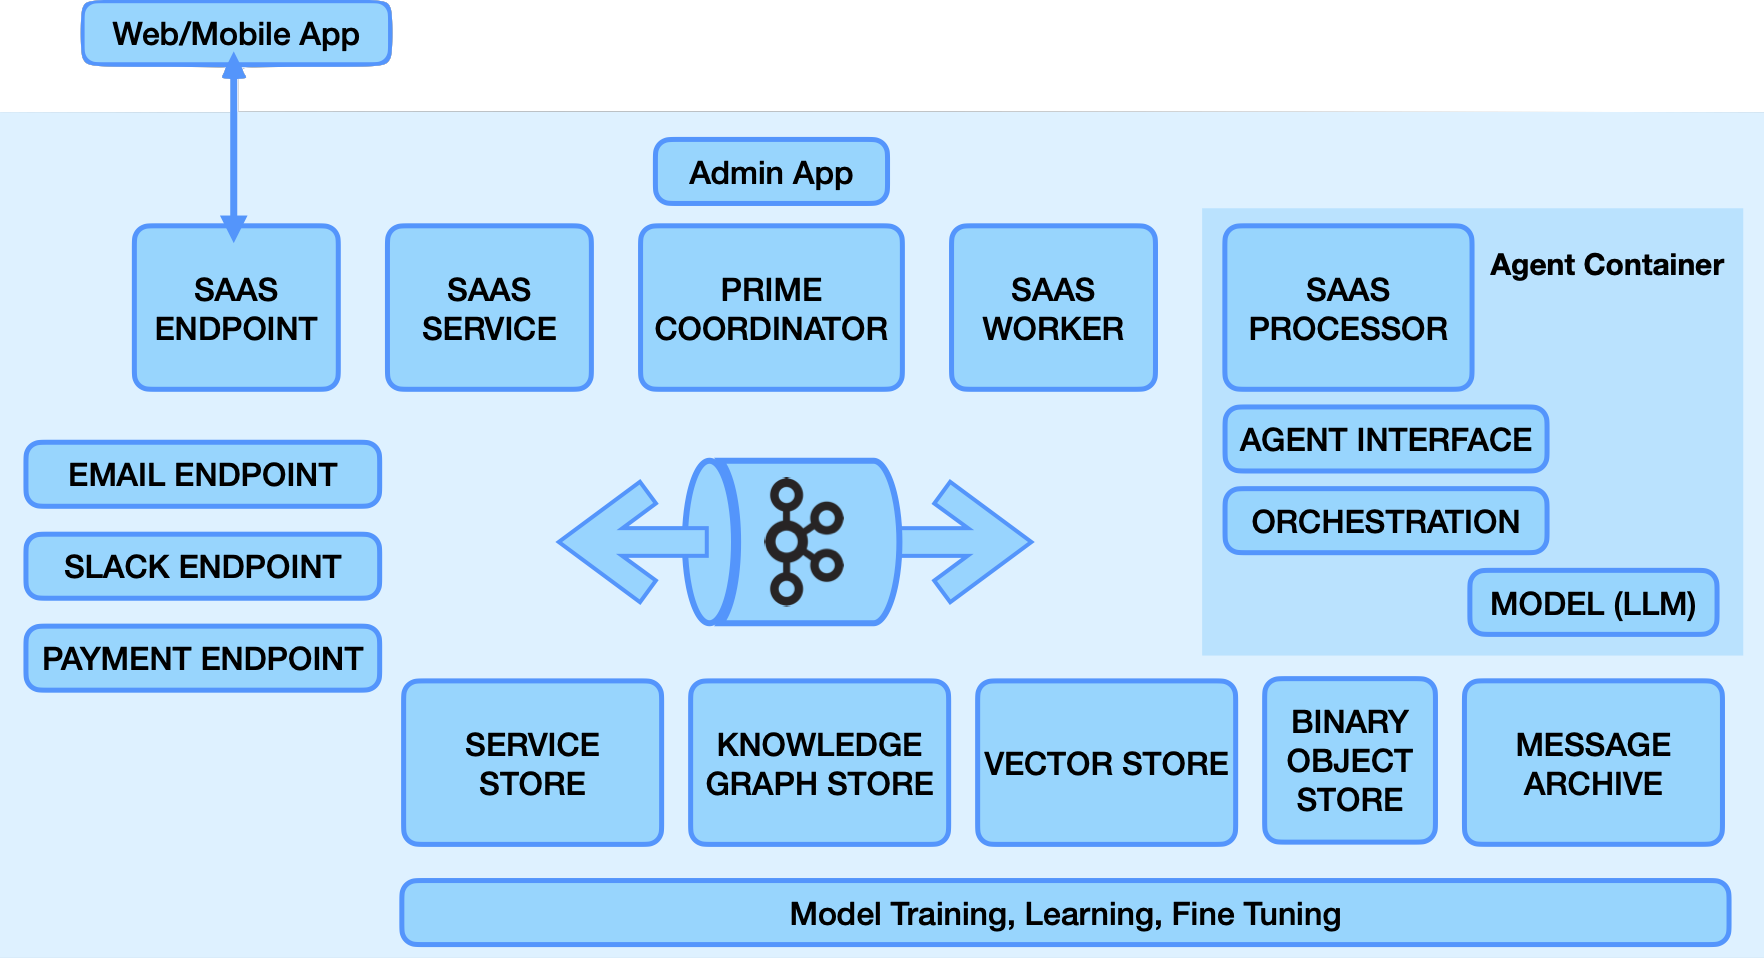 Web/Mobile App
Admin App
SAAS
ENDPOINT
SAAS
SERVICE
PRIME
COORDINATOR
SAAS
WORKER
SAAS
PROCESSOR
Agent Container
AGENT INTERFACE
ORCHESTRATION
MODEL (LLM)
EMAIL ENDPOINT
SLACK ENDPOINT
PAYMENT ENDPOINT
SERVICE
STORE
KNOWLEDGE
GRAPH STORE
VECTOR STORE
BINARY
OBJECT
STORE
MESSAGE
ARCHIVE
Model Training, Learning, Fine Tuning